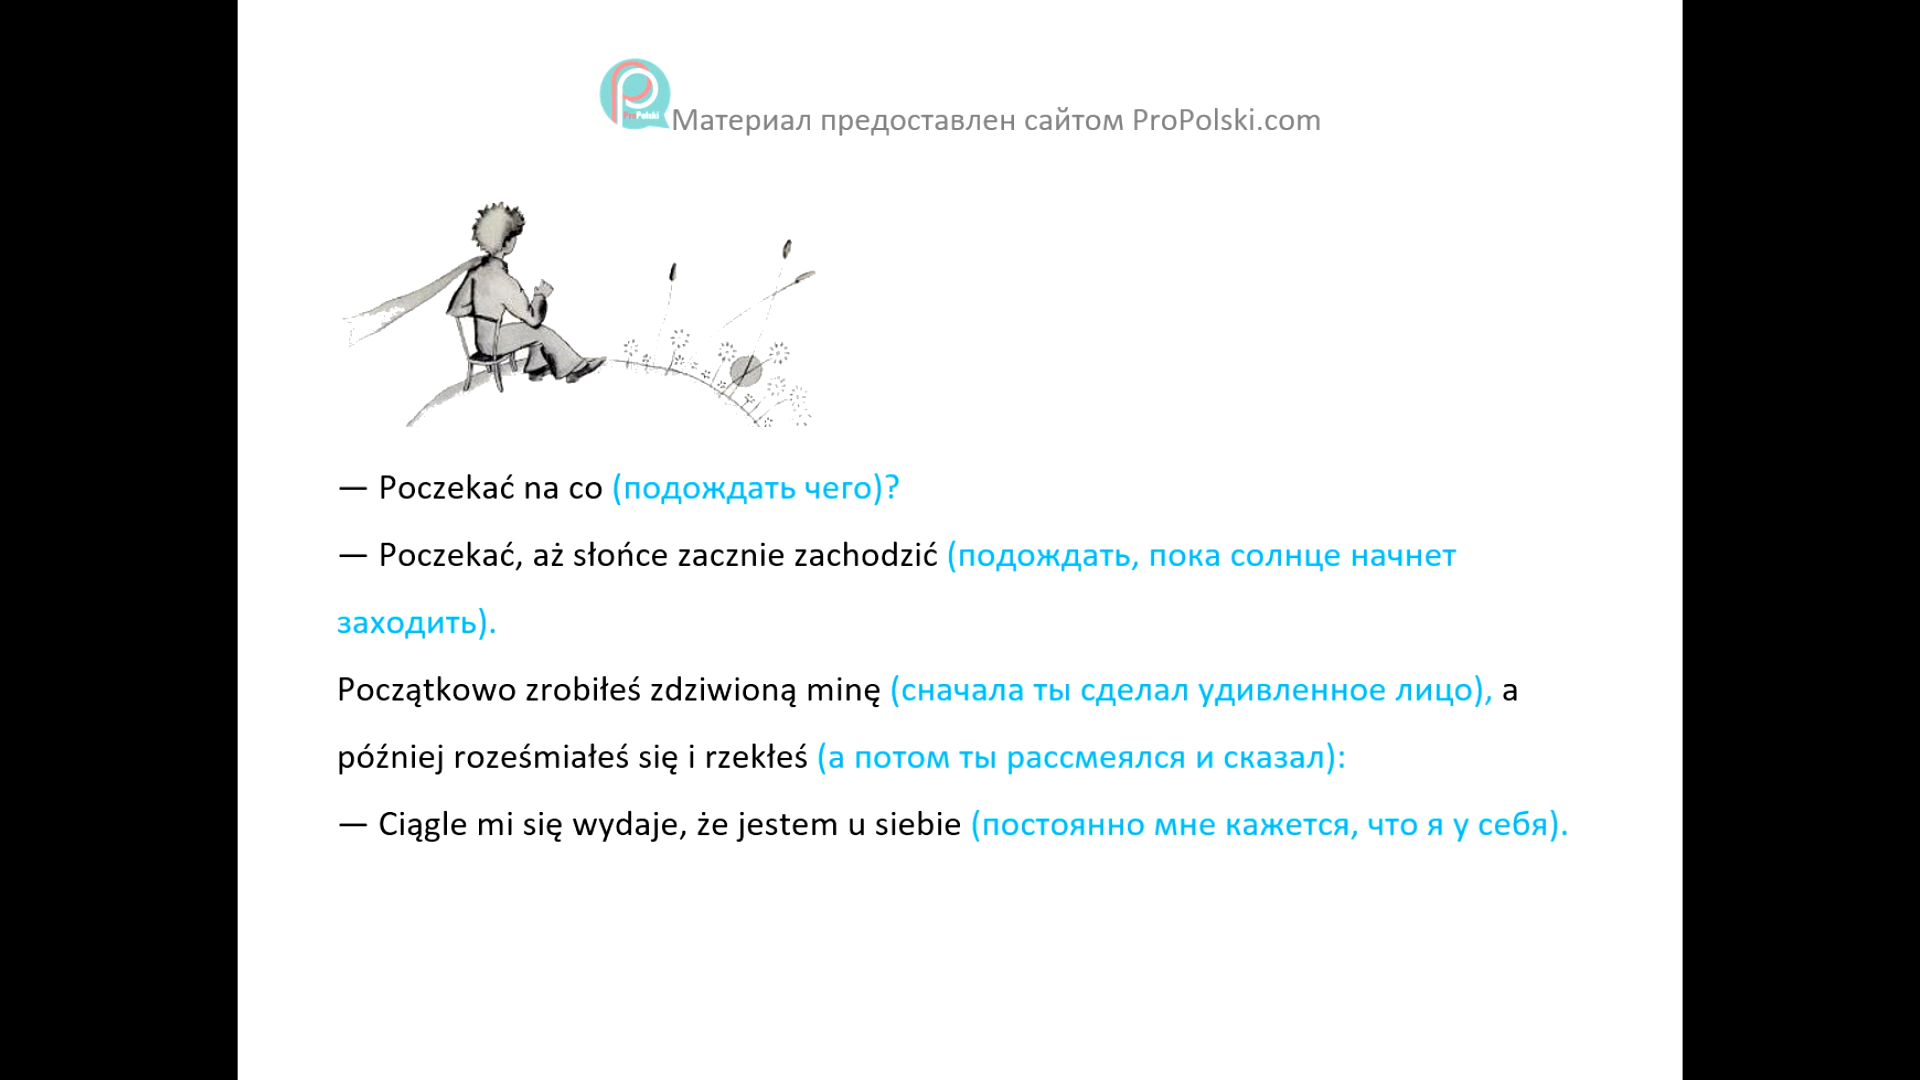 ProPolski
Материал предоставлен сайтом ProPolski.com
— Poczekać na co (подождать чего)?
— Poczekać, aż słońce zacznie zachodzić (подождать, пока солнце начнет
заходить).
Początkowo zrobiłeś zdziwioną minę (сначала ты сделал удивленное лицо), a
później roześmiałeś się i rzekłeś (а потом ты рассмеялся и сказал):
— Ciągle mi się wydaje, że jestem u siebie (постоянно мне кажется, что я у себя).